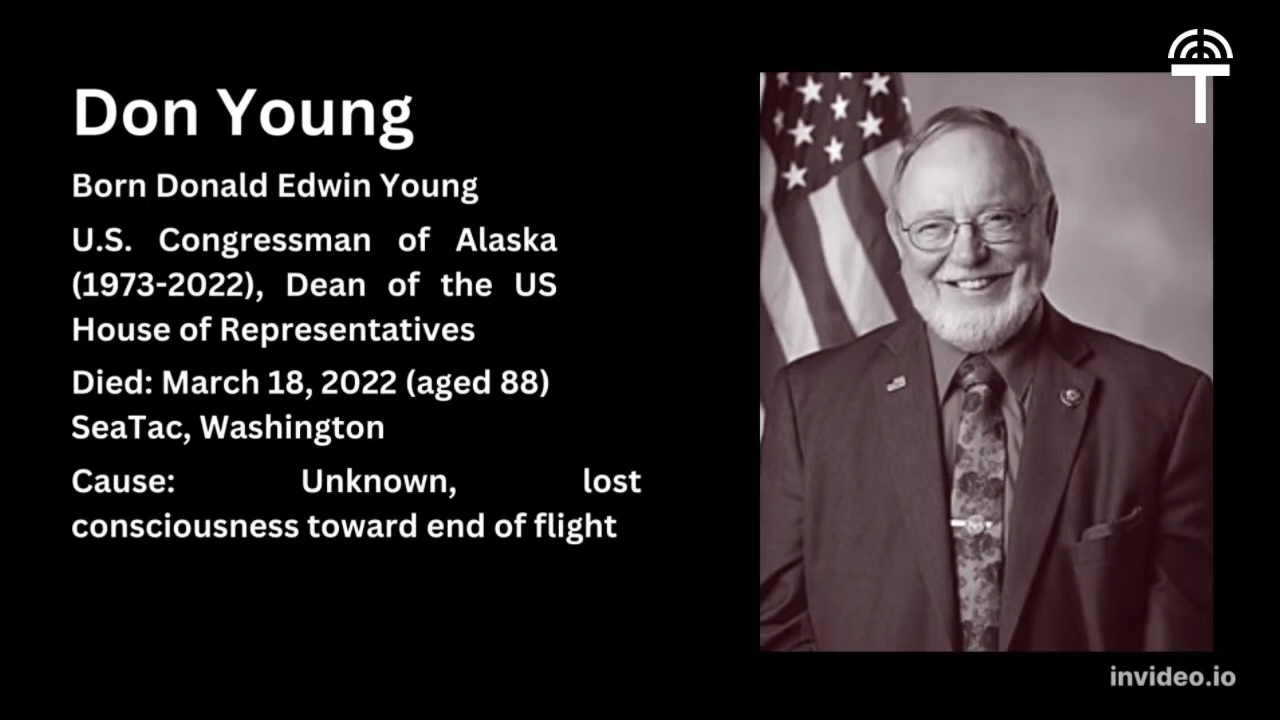 Don Young
Born Donald Edwin Young
U.S. Congressman of Alaska
(1973-2022), Dean of the US
House of Representatives
Died: March 18, 2022 (aged 88)
SeaTac, Washington
Cause: Unknown, lost
consciousness toward end of flight
invideo.io